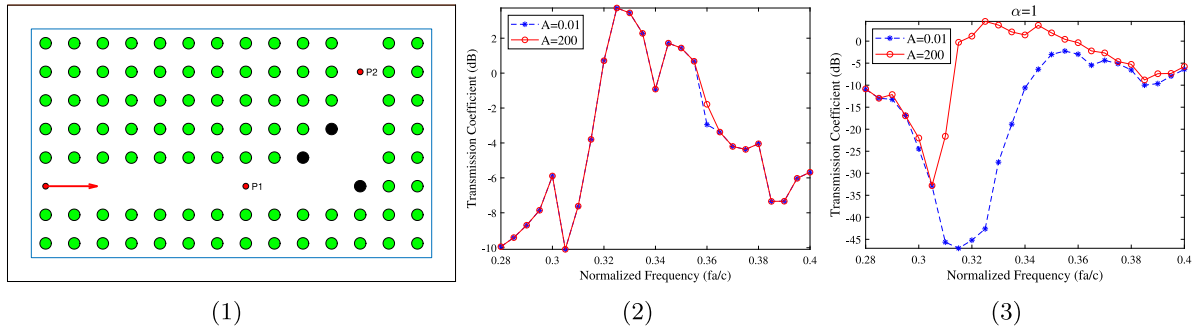 P2
P1
(1)
A=0.01
A=200
Transmission Coefficient (dB)
2
0
-2
-4
-6
-8
-10
0.28 0.3 0.32 0.34 0.36 0.38 0.4
Normalized Frequency (fa/c)
(2)
α=1
A=0.01
A=200
Transmission Coefficient (dB)
0
-5
-10
-15
-20
-25
-30
-35
-40
-45
0.28 0.3 0.32 0.34 0.36 0.38 0.4
Normalized Frequency (fa/c)
(3)